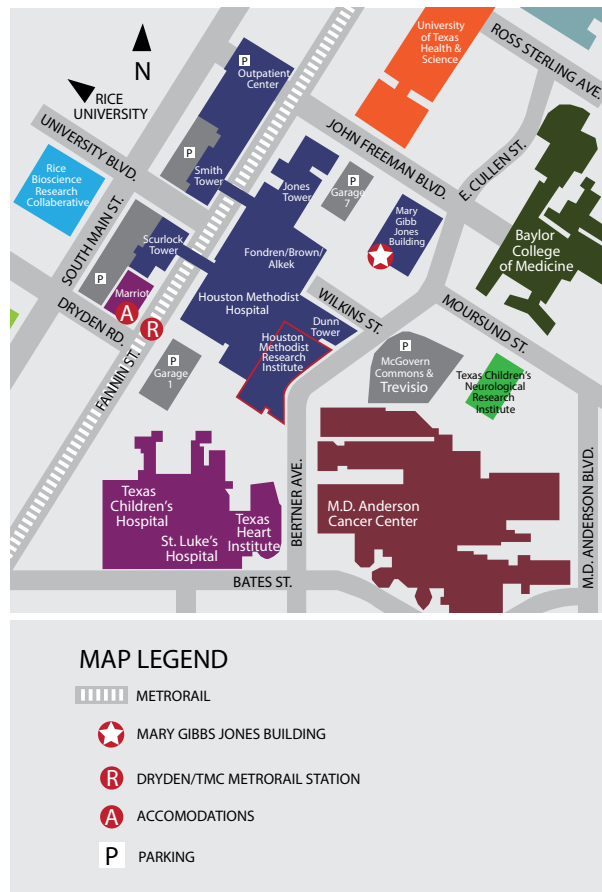 University
of Texas
Health &
Science
ROSS STERLING AVE.
P
Outpatient
Center
N
RICE
UNIVERSITY
JOHN FREEMAN BLVD.
E. CULLEN ST.
UNIVERSITY BLVD.
P
Smith
Tower
Jones
Tower
P
Garage
7
Rice
Bioscience
Research
Collaborative
Mary
Gibb
Jones
Building
SOUTH MAIN ST.
Scurlock
Tower
Baylor
College
of Medicine
Fondren/Brown/
Alkek
P
Marriot
A
R
Houston Methodist
Hospital
WILKINS ST.
MOURSUND ST.
DRYDEN RD.
Dunn
Tower
Houston
Methodist
Research
Institute
P
McGovern
Commons &
Trevisio
P
Garage
1
FANNIN ST.
Texas Children's
Neurological
Research
Institute
Texas
Children's
Hospital
St. Luke's
Hospital
Texas
Heart
Institute
BERTNER AVE.
M.D. Anderson
Cancer Center
M.D. ANDERSON BLVD.
BATES ST.
MAP LEGEND
METRORAIL
MARY GIBBS JONES BUILDING
R DRYDEN/TMC METRORAIL STATION
A ACCOMODATIONS
P PARKING